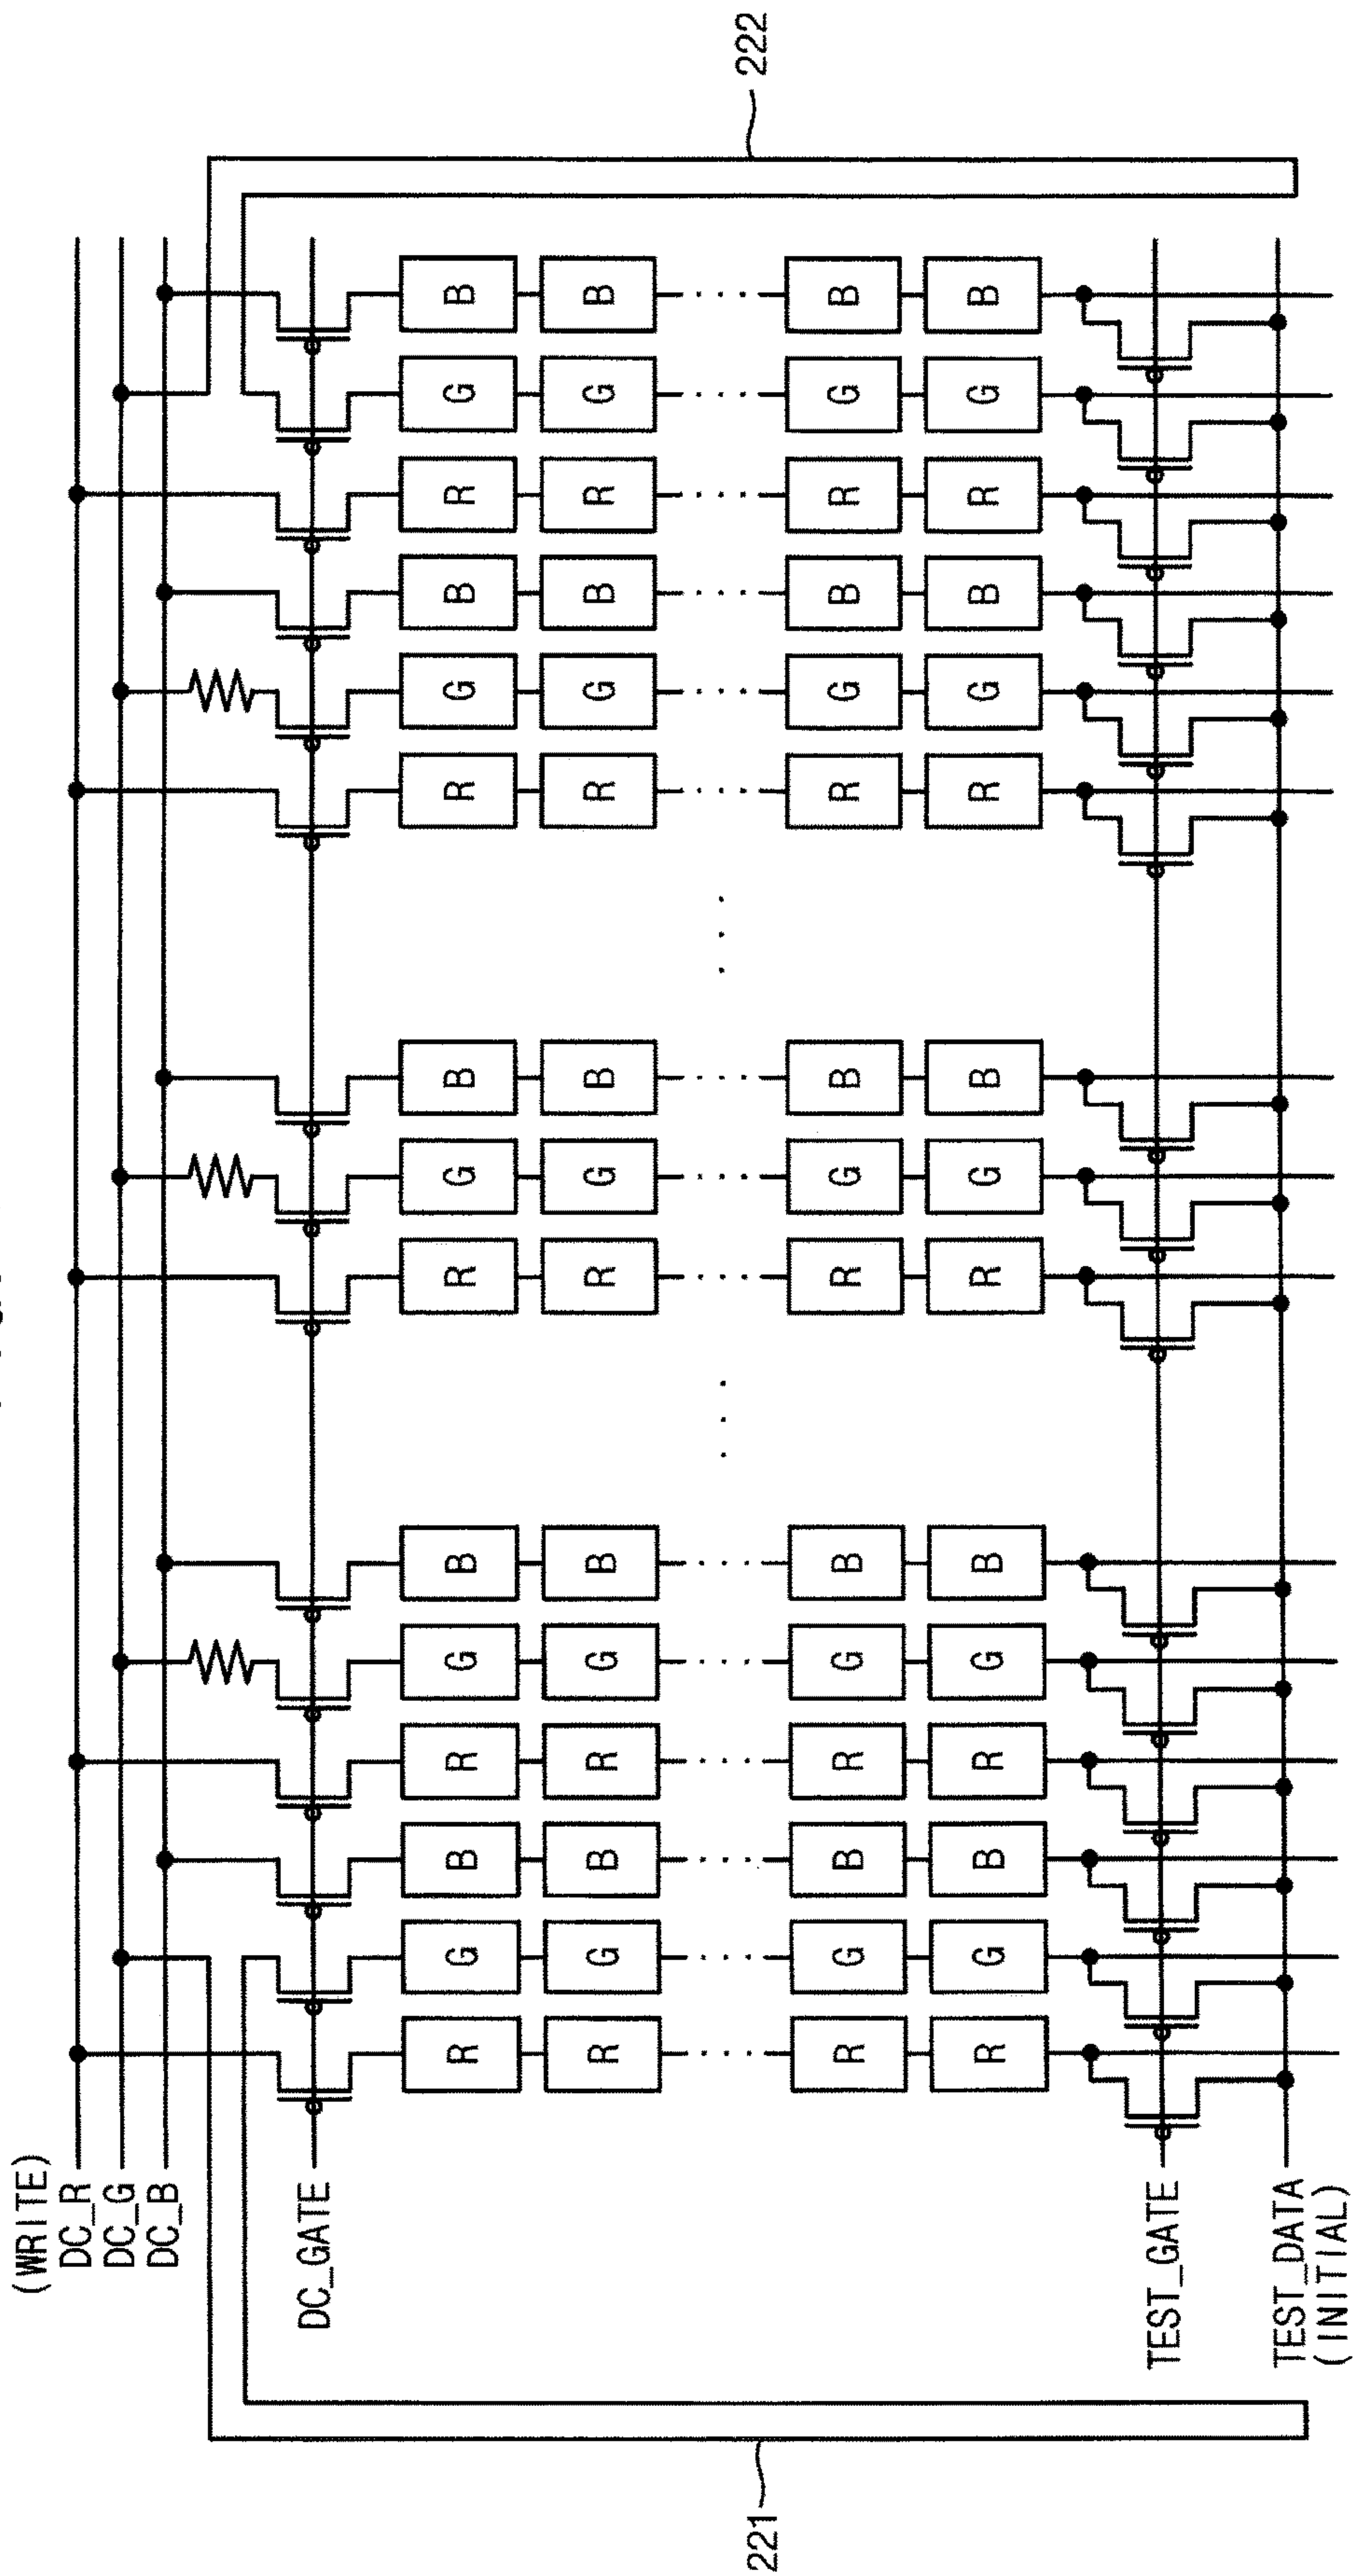 (WRITE)
DC_R
DC_G
DC_B
DC_GATE
R G B R G B R G B R G B R G B
R G B R G B R G B R G B R G B
221
222
R G B R G B R G B R G B R G B
R G B R G B R G B R G B R G B
TEST_GATE
TEST_DATA
(INITIAL)